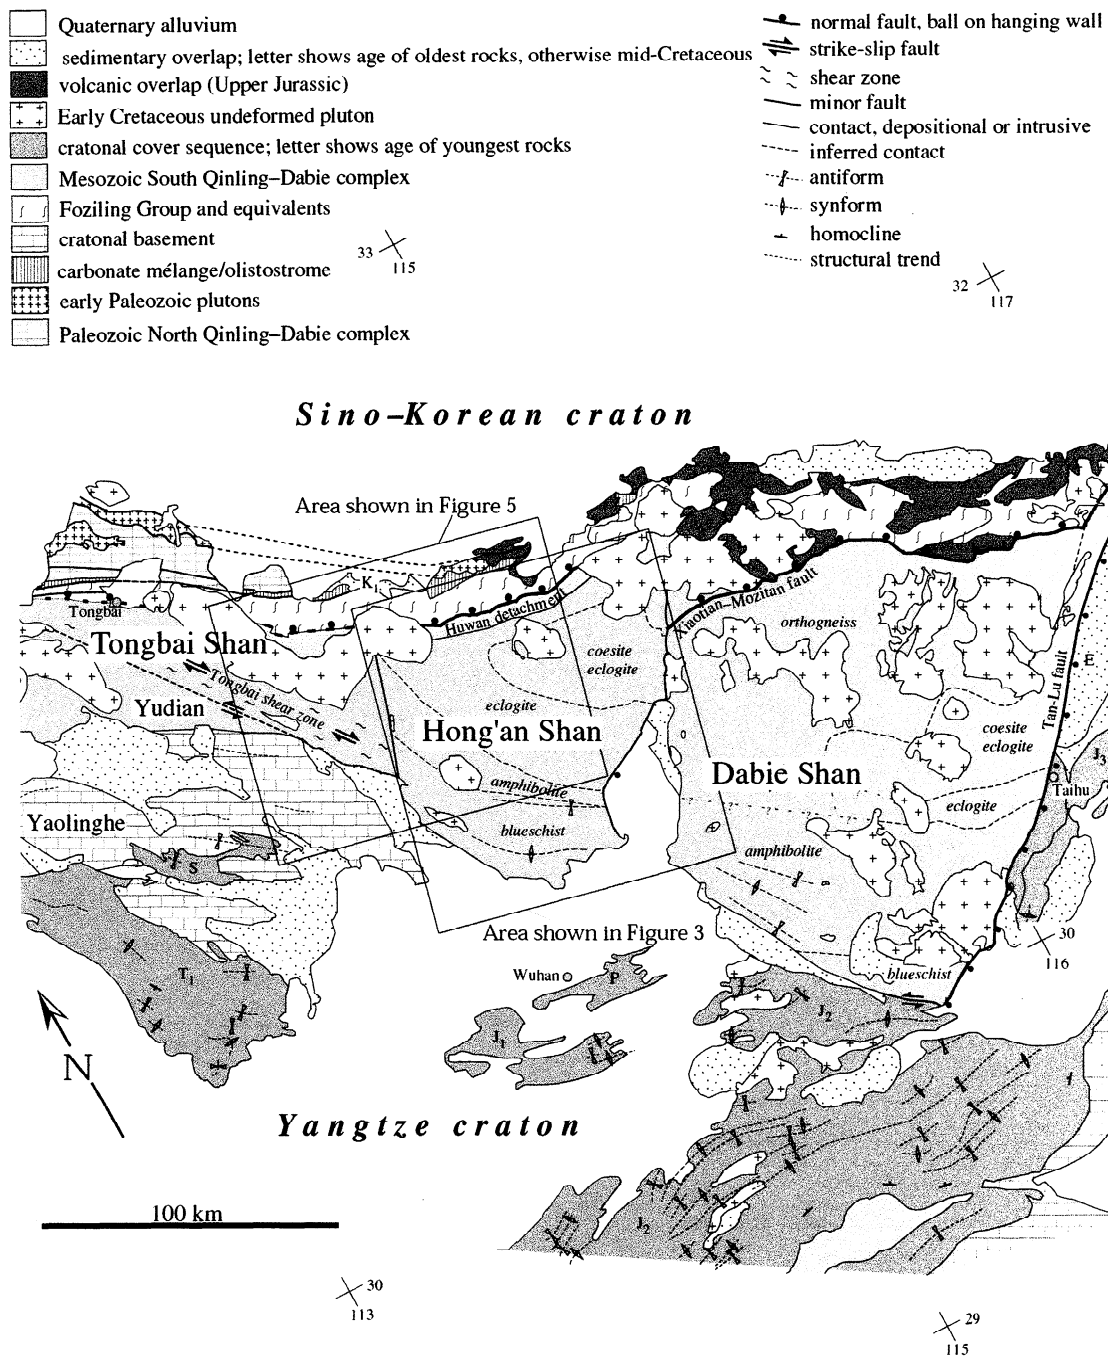 Quaternary alluvium
sedimentary overlap; letter shows age of oldest rocks, otherwise mid-Cretaceous
volcanic overlap (Upper Jurassic)
Early Cretaceous undeformed pluton
cratonal cover sequence; letter shows age of youngest rocks
Mesozoic South Qinling–Dabie complex
Foziling Group and equivalents
cratonal basement
carbonate mélange/olistostrome
early Paleozoic plutons
Paleozoic North Qinling–Dabie complex
normal fault, ball on hanging wall
strike-slip fault
shear zone
minor fault
contact, depositional or intrusive
inferred contact
antiform
synform
homocline
structural trend
33
115
32
117
Sino–Korean craton
Area shown in Figure 5
K1
Tongbai
Huwan detachment
Xiaotian–Mozitan fault
orthogneiss
Tongbai Shan
coesite
eclogite
Tongbai shear zone
E
Tan–Lu fault
Yudian
eclogite
Hong'an Shan
coesite
eclogite
J3
Dabie Shan
Taihu
amphibolite
eclogite
Yaolinghe
blueschist
amphibolite
S
Area shown in Figure 3
30
116
T1
Wuhan
P
blueschist
J2
J1
N
Yangtze craton
100 km
J2
30
113
29
115